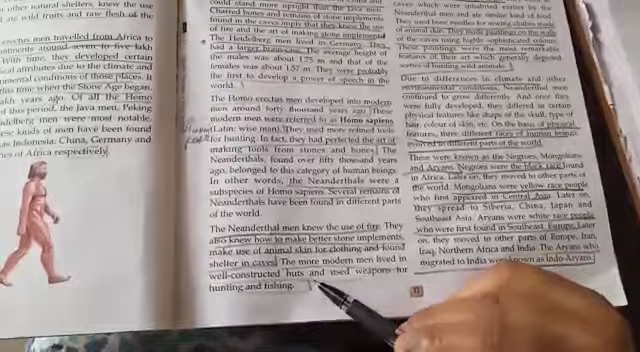 other natural shelters, knew the use
are wild fruits and raw flesh of the
erectus men travelled from Africa to
around seven to five lakh
With time, they developed certain
attributes due to the climate and
conditions of those places. It
this time when the Stone Age began,
lakh years ago. Of all the Homo
of this period, the Java men, Peking
Heidelberg men were most notable.
these kinds of men have been found
as Indonesia, China, Germany and
of Africa respectively.
could stand more upright than the Java men.
Charred bones and remains of stone implements
found in the caves imply that they knew the use
of fire and the art of making stone implements.
The Heidelberg men lived in Germany. They
had a larger brain-case. The average height of
the males was about 175 m and that of the
females was about 157 m. They were probably
the first to develop a power of speech in the
world.
The Homo erectus men developed into modern
men around forty thousand years ago. These
modern men were referred to as Homo sapiens
(Latin: wise man). They used more refined tools
for hunting. In fact, they had perfected the art of
making tools from stones and bones. The
Neanderthals, found over fifty thousand years
ago, belonged to this category of human beings.
In other words, the Neanderthals were a
subspecies of Homo sapiens. Several remains of
Neanderthals have been found in different parts
of the world.
The Neanderthal men knew the use of fire. They
also knew how to make better stone implements,
make use of animal skin for clothing and found
shelter in caves. The more modern men lived in
well-constructed huts and used weapons for
hunting and fishing.
caves which were inhabited earlier by the
Neanderthal men and ate similar kind of food.
They used bone needles for sewing clothes made
of animal skin. They made paintings on the walls
of the caves using highly sophisticated colours.
These paintings were the most remarkable
features of their art which generally depicted
scenes of hunting wild animals.
Due to differences in climate and other
environmental conditions, Neanderthal men
continued to grow differently. And once they
were fully developed, they differed in certain
physical features like shape of the skull, type of
hair, colour of skin, etc. On the basis of physical
features, three different races of human beings
evolved in different parts of the world.
These were known as the Negroes, Mongolians
and Aryans. Negroes were the black race found
in Africa. Later on, they moved to other parts of
the world. Mongolians were yellow race people
who first appeared in Central Asia. Later on,
they spread to Siberia, China, Japan and
Southeast Asia. Aryans were white race people
who were first found in Southeast Europe. Later
on, they moved to other parts of Europe, Iran,
Iraq, Northern Africa and India. The Aryans who
migrated to India were known as Indo-Aryans.